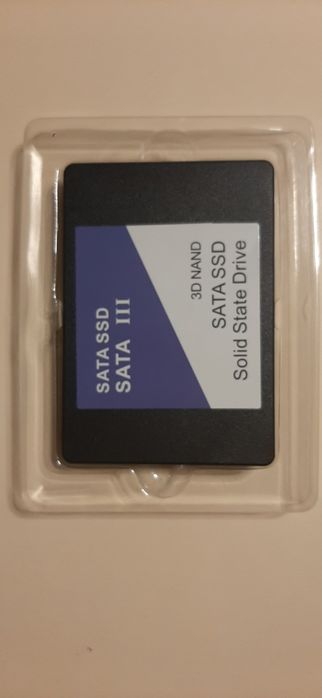 SATA SSD
SATA III
3D NAND
SATA SSD
Solid State Drive